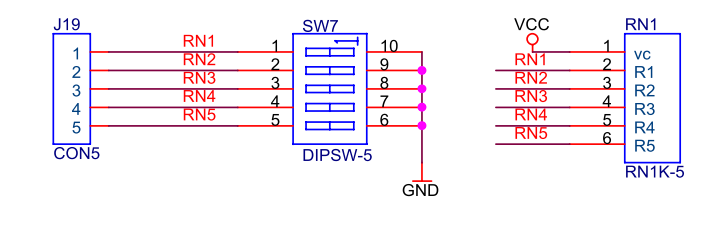 J19
SW7
VCC
RN1
1 RN1 1 10
2 RN2 2 9
3 RN3 3 8
4 RN4 4 7
5 RN5 5 6
CON5
DIPSW-5
GND
1 vc
RN1 2 R1
RN2 3 R2
RN3 4 R3
RN4 5 R4
RN5 6 R5
RN1K-5